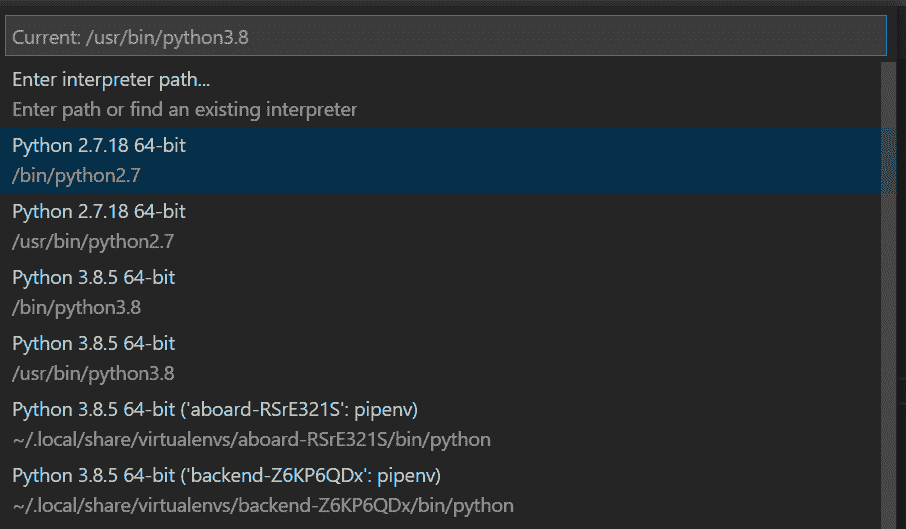 Current: /usr/bin/python3.8
Enter interpreter path...
Enter path or find an existing interpreter
Python 2.7.18 64-bit
/bin/python2.7
Python 2.7.18 64-bit
/usr/bin/python2.7
Python 3.8.5 64-bit
/bin/python3.8
Python 3.8.5 64-bit
/usr/bin/python3.8
Python 3.8.5 64-bit ('aboard-RSrE321S': pipenv)
~/.local/share/virtualenvs/aboard-RSrE321S/bin/python
Python 3.8.5 64-bit ('backend-Z6KP6QDx': pipenv)
~/.local/share/virtualenvs/backend-Z6KP6QDx/bin/python